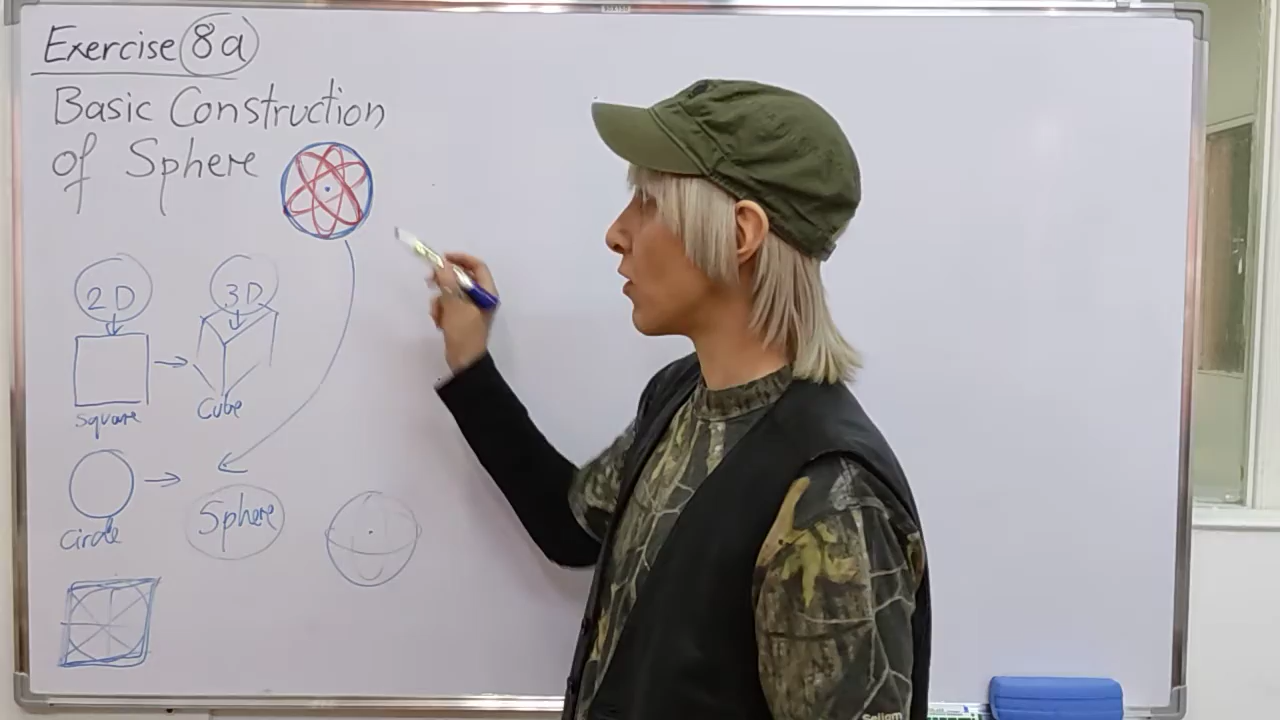 Exercise 8a
Basic Construction
of Sphere
2D
3D
Square
Cube
Circle
Sphere